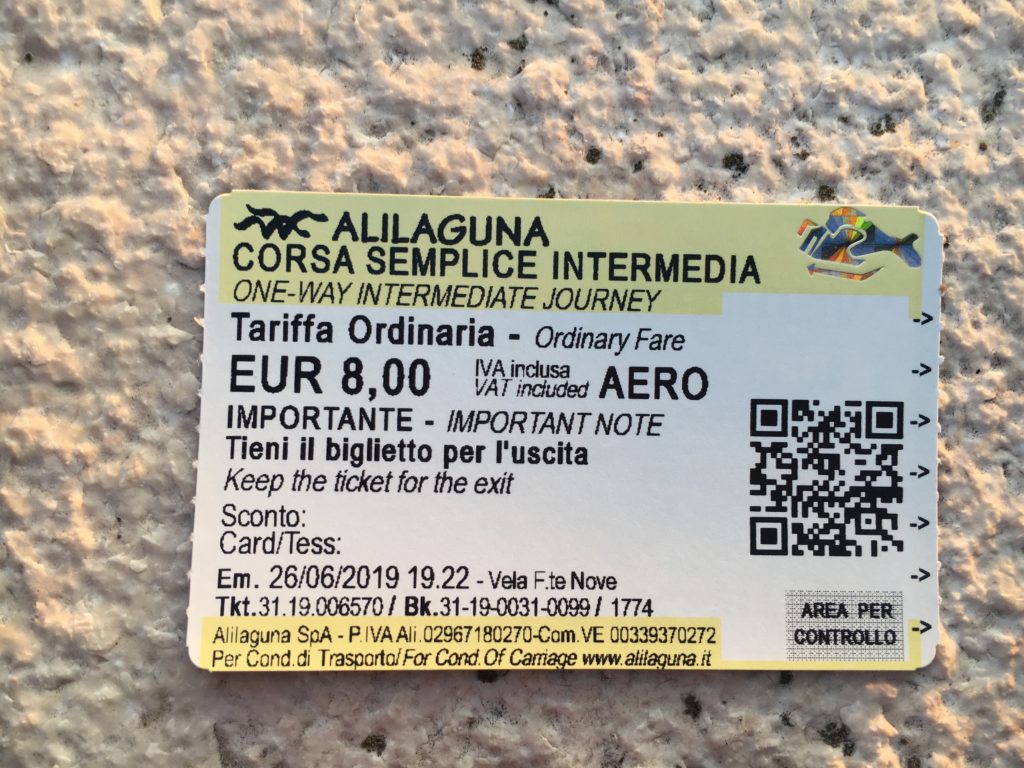 ALILAGUNA
CORSA SEMPLICE INTERMEDIA
ONE-WAY INTERMEDIATE JOURNEY
Tariffa Ordinaria - Ordinary Fare
EUR 8,00 IVA inclusa VAT included AERO
IMPORTANTE - IMPORTANT NOTE
Tieni il biglietto per l'uscita
Keep the ticket for the exit
Sconto:
Card/Tess:
Em. 26/06/2019 19.22 - Vela F.te Nove
Tkt.31.19.006570 / Bk.31-19-0031-0099 / 1774
Alilaguna SpA - P.IVA Ali.02967180270-Com.VE 00339370272
Per Cond.di Trasporto/For Cond.Of Carriage www.alilaguna.it
->
->
->
->
->
->
->
AREA PER
CONTROLLO